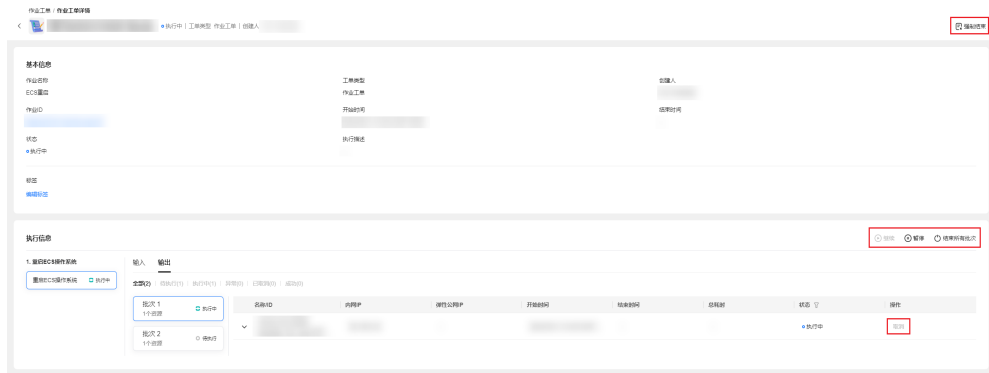 作业工单 / 作业工单详情
执行中 | 工单类型 作业工单 | 创建人
强制结束
基本信息
作业名称 工单类型 创建人
ECS重启 作业工单
作业ID 开始时间 结束时间
状态 执行描述
执行中
标签
编辑标签
执行信息
继续 暂停 结束所有批次
1. 重启ECS操作系统 输入 输出
重启ECS操作系统 执行中
全部(2) | 待执行(1) | 执行中(1) | 异常(0) | 已取消(0) | 成功(0)
批次 1 执行中
1个资源
名称/ID 内网IP 弹性公网IP 开始时间 结束时间 总耗时 状态 操作
执行中 取消
批次 2 待执行
1个资源